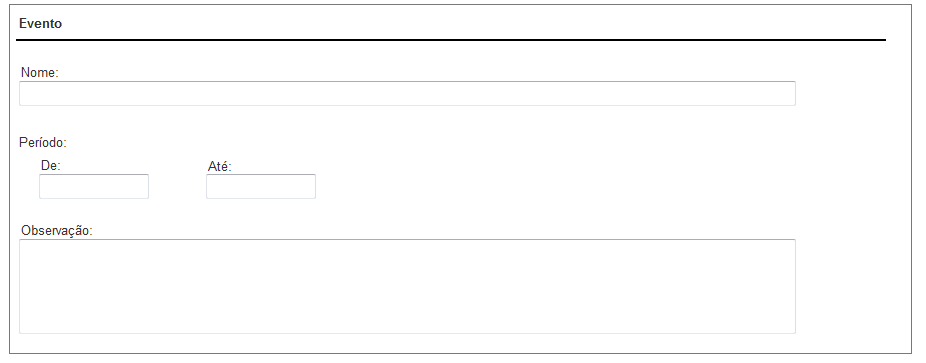 Evento
Nome:
Período:
De:
Até:
Observação: